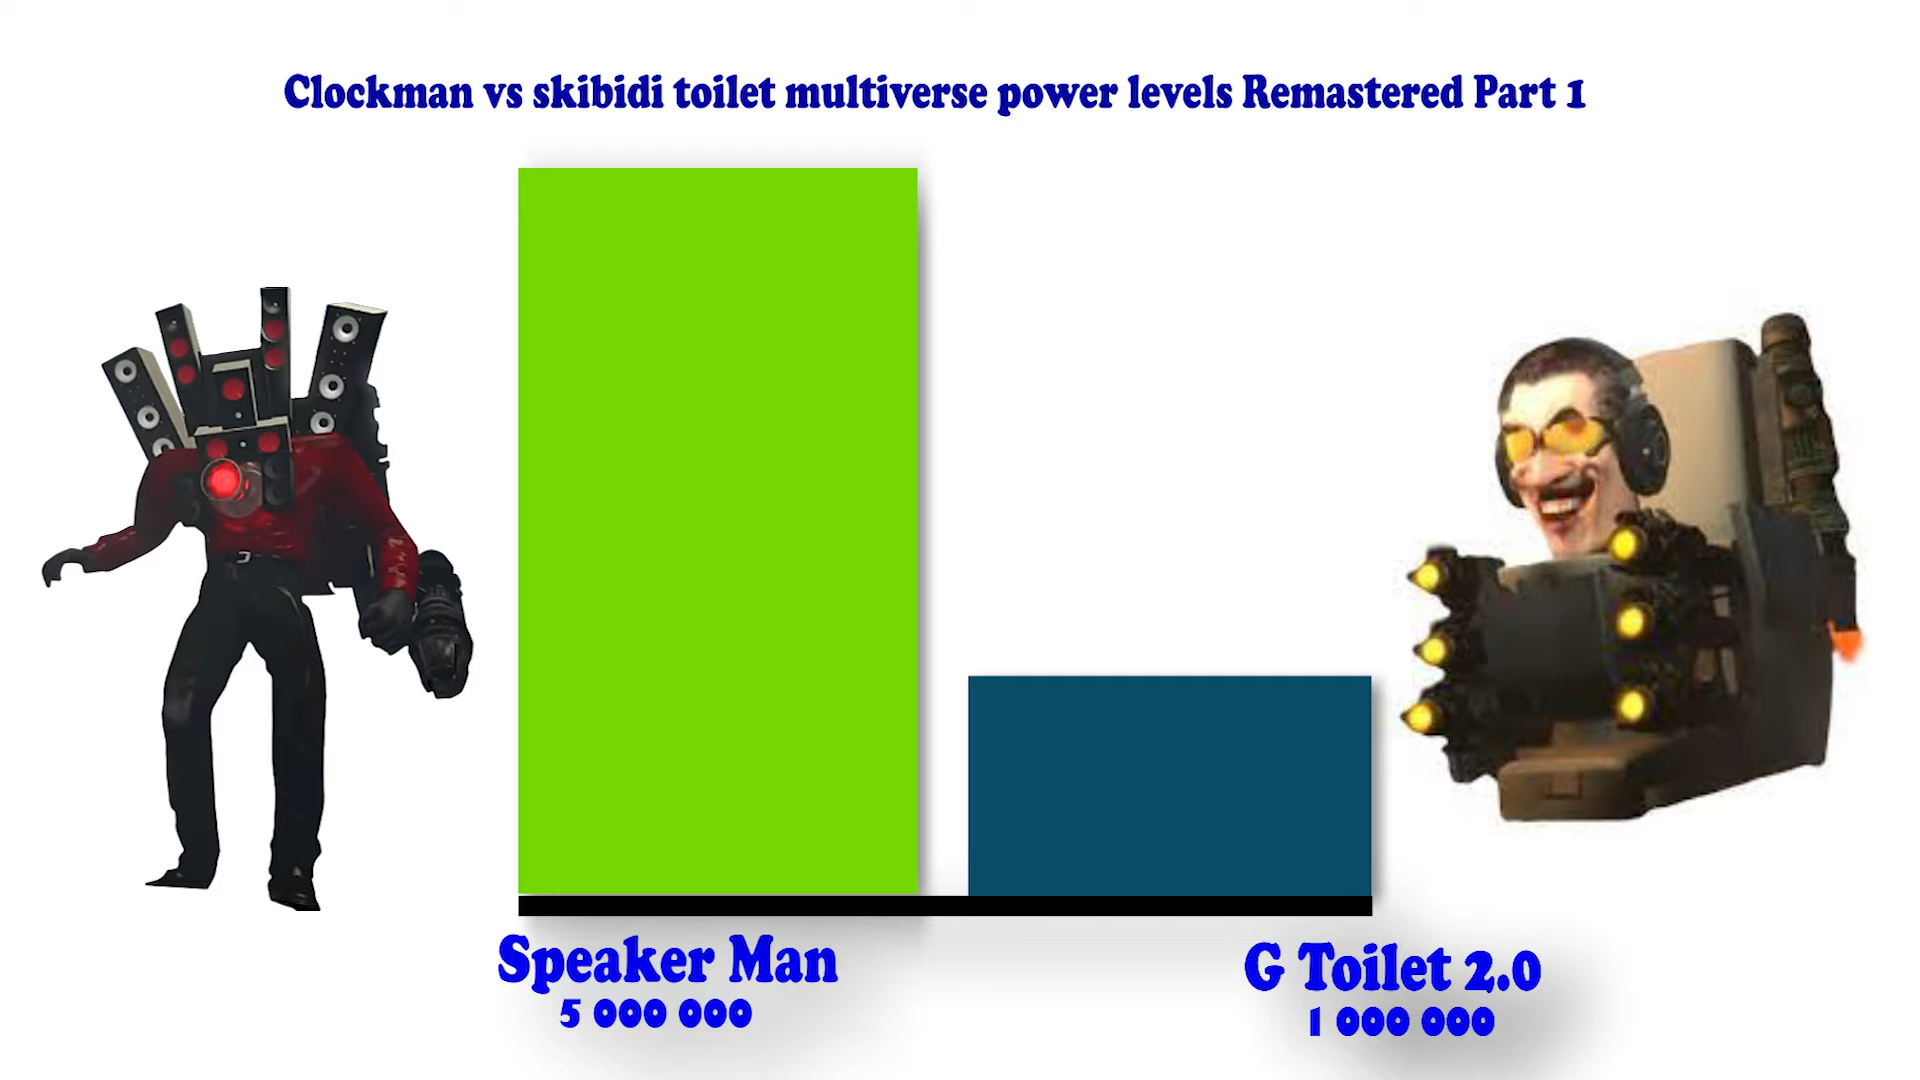 Clockman vs skibidi toilet multiverse power levels Remastered Part 1
Speaker Man
5 000 000
G Toilet 2.0
1 000 000